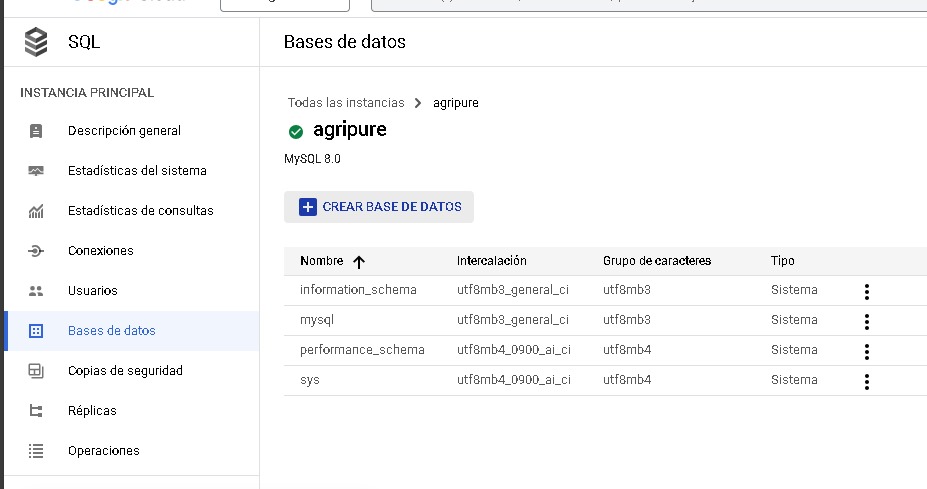 SQL
Bases de datos
INSTANCIA PRINCIPAL
Descripción general
Estadísticas del sistema
Estadísticas de consultas
Conexiones
Usuarios
Bases de datos
Copias de seguridad
Réplicas
Operaciones
Todas las instancias > agripure
agripure
MySQL 8.0
CREAR BASE DE DATOS
Nombre Intercalación Grupo de caracteres Tipo
information_schema utf8mb3_general_ci utf8mb3 Sistema
mysql utf8mb3_general_ci utf8mb3 Sistema
performance_schema utf8mb4_0900_ai_ci utf8mb4 Sistema
sys utf8mb4_0900_ai_ci utf8mb4 Sistema